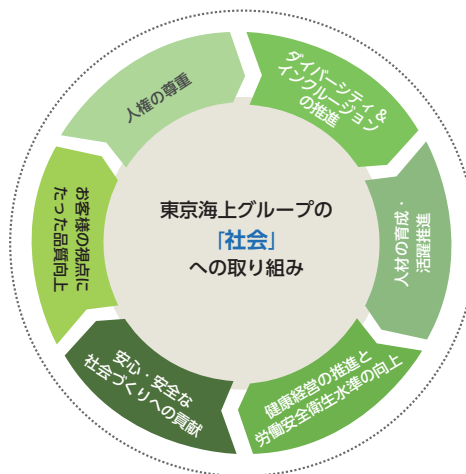 東京海上グループの
「社会」
への取り組み
人権の尊重
ダイバーシティ&
インクルージョン
の推進
人材の育成・
活躍推進
健康経営の推進と
労働安全衛生水準の向上
安心・安全な
社会づくりへの貢献
お客様の視点に
たった品質向上